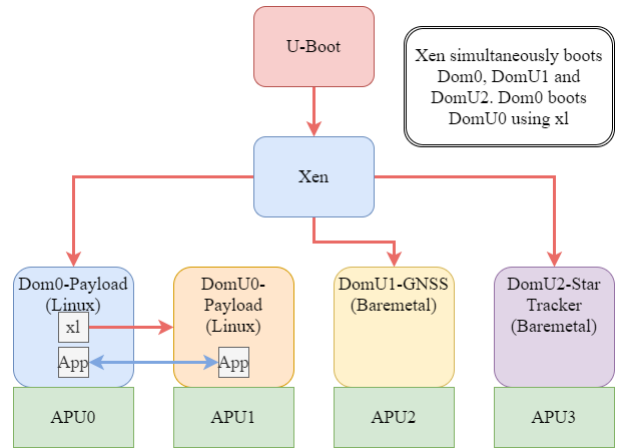 U-Boot
Xen simultaneously boots
Dom0, DomU1 and
DomU2. Dom0 boots
DomU0 using xl
Xen
Dom0-Payload
(Linux)
xl
App
DomU0-
Payload
(Linux)
App
DomU1-GNSS
(Baremetal)
DomU2-Star
Tracker
(Baremetal)
APU0
APU1
APU2
APU3